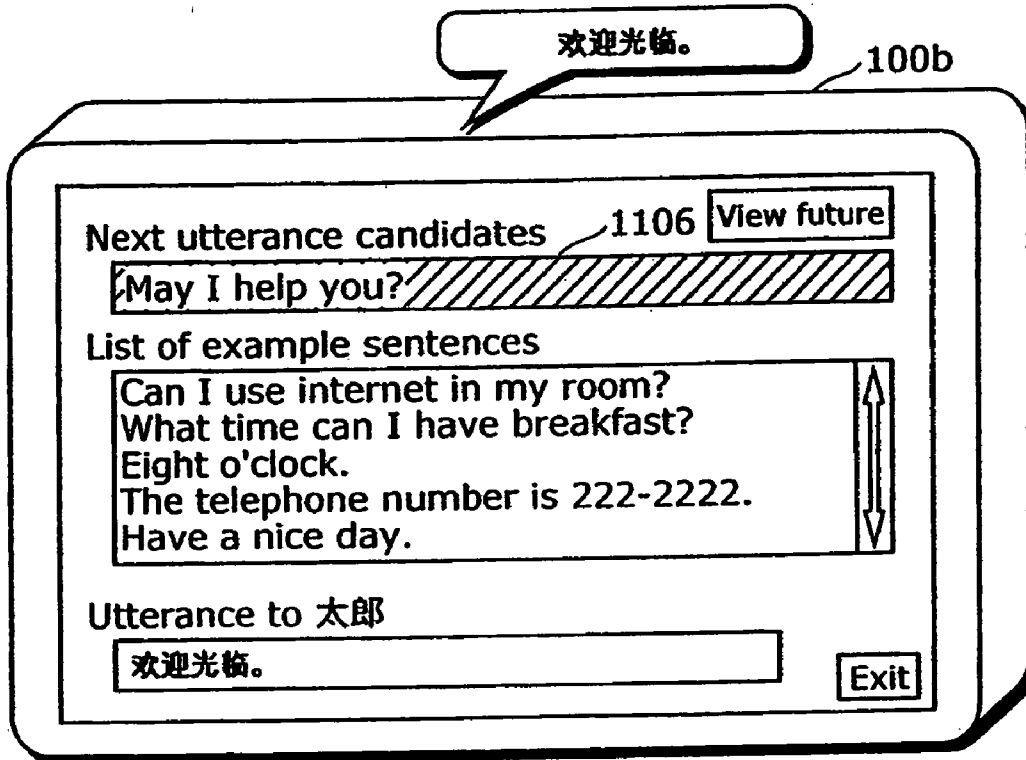 欢迎光临。
100b
Next utterance candidates
1106
View future
May I help you?
List of example sentences
Can I use internet in my room?
What time can I have breakfast?
Eight o'clock.
The telephone number is 222-2222.
Have a nice day.
Utterance to 太郎
欢迎光临。
Exit